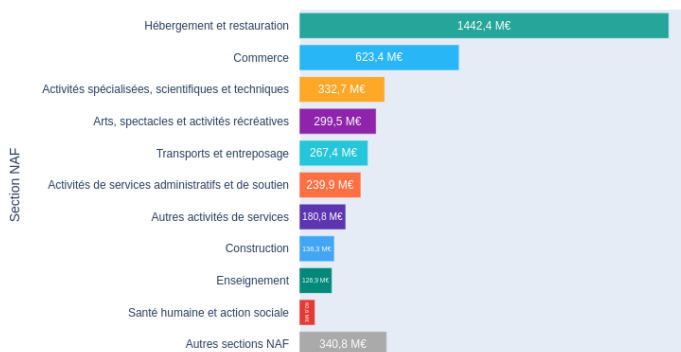 Section NAF
Hébergement et restauration 1442,4 M€
Commerce 623,4 M€
Activités spécialisées, scientifiques et techniques 332,7 M€
Arts, spectacles et activités récréatives 299,5 M€
Transports et entreposage 267,4 M€
Activités de services administratifs et de soutien 239,9 M€
Autres activités de services 180,8 M€
Construction M€
Enseignement 126,9 M€
Santé humaine et action sociale M€
Autres sections NAF 340,8 M€